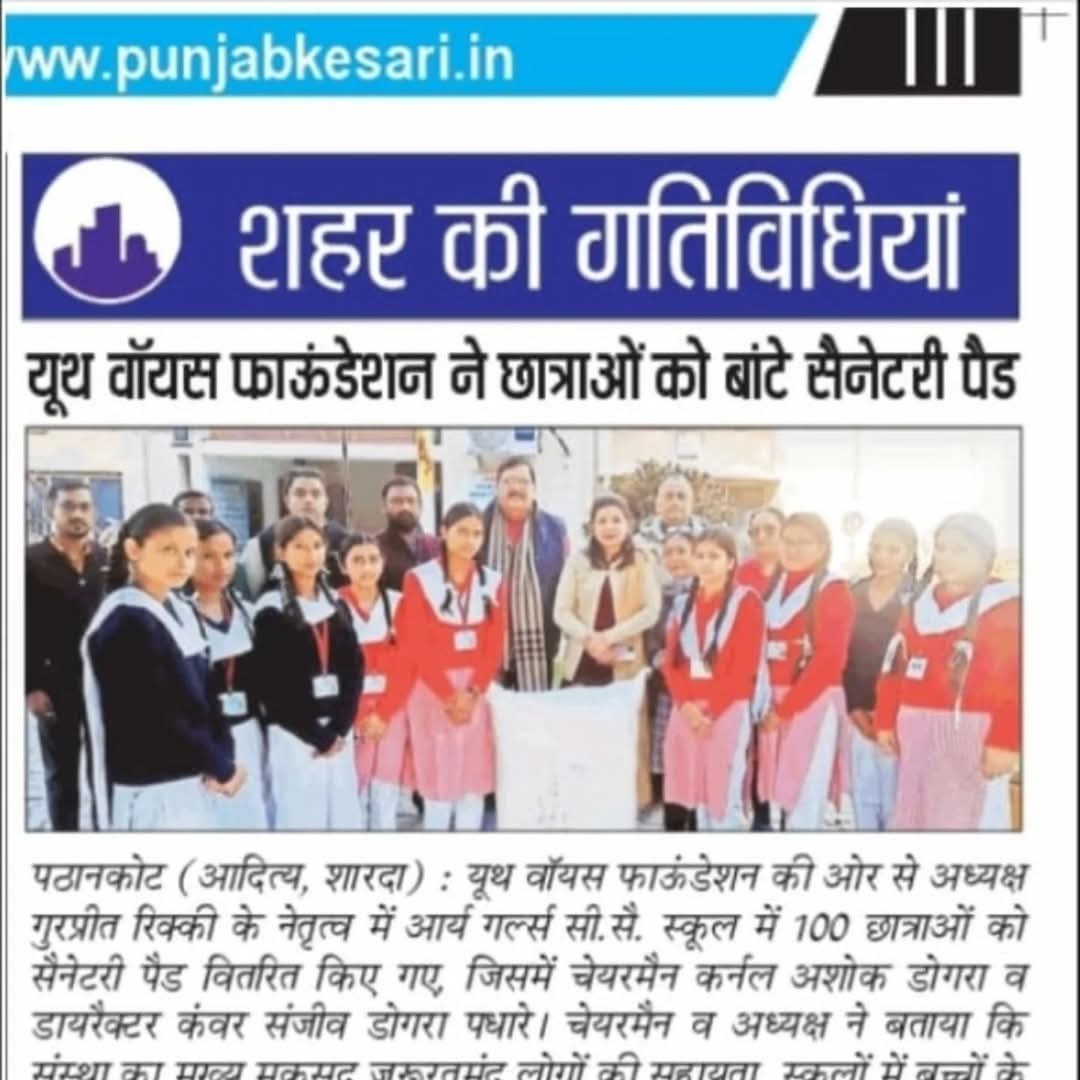 www.punjabkesari.in III
शहर की गतिविधियां
यूथ वॉयस फाऊंडेशन ने छात्राओं को बांटे सैनेटरी पैड
पठानकोट (आदित्य, शारदा) : यूथ वॉयस फाऊंडेशन की ओर से अध्यक्ष
गुरप्रीत रिक्की के नेतृत्व में आर्य गर्ल्स सी.सै. स्कूल में 100 छात्राओं को
सैनेटरी पैड वितरित किए गए, जिसमें चेयरमैन कर्नल अशोक डोगरा व
डायरैक्टर कंवर संजीव डोगरा पधारे। चेयरमैन व अध्यक्ष ने बताया कि
संस्था का मुख्य मकसद जरूरतमंद लोगों की सहायता, स्कूलों में बच्चों के